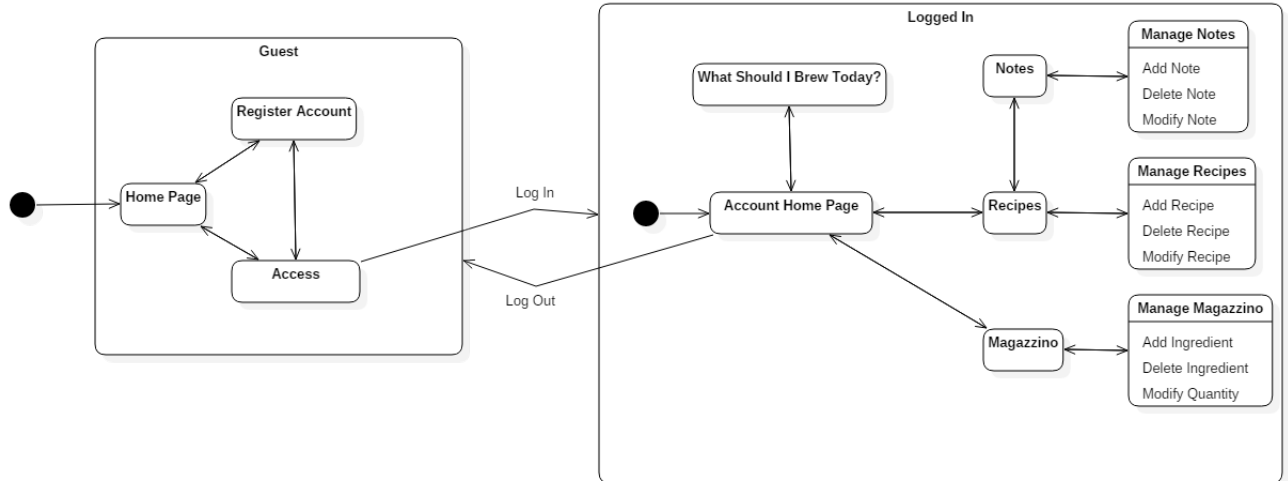 Guest
Register Account
Home Page
Access
Log In
Log Out
Logged In
What Should I Brew Today?
Account Home Page
Notes
Recipes
Magazzino
Manage Notes
Add Note
Delete Note
Modify Note
Manage Recipes
Add Recipe
Delete Recipe
Modify Recipe
Manage Magazzino
Add Ingredient
Delete Ingredient
Modify Quantity